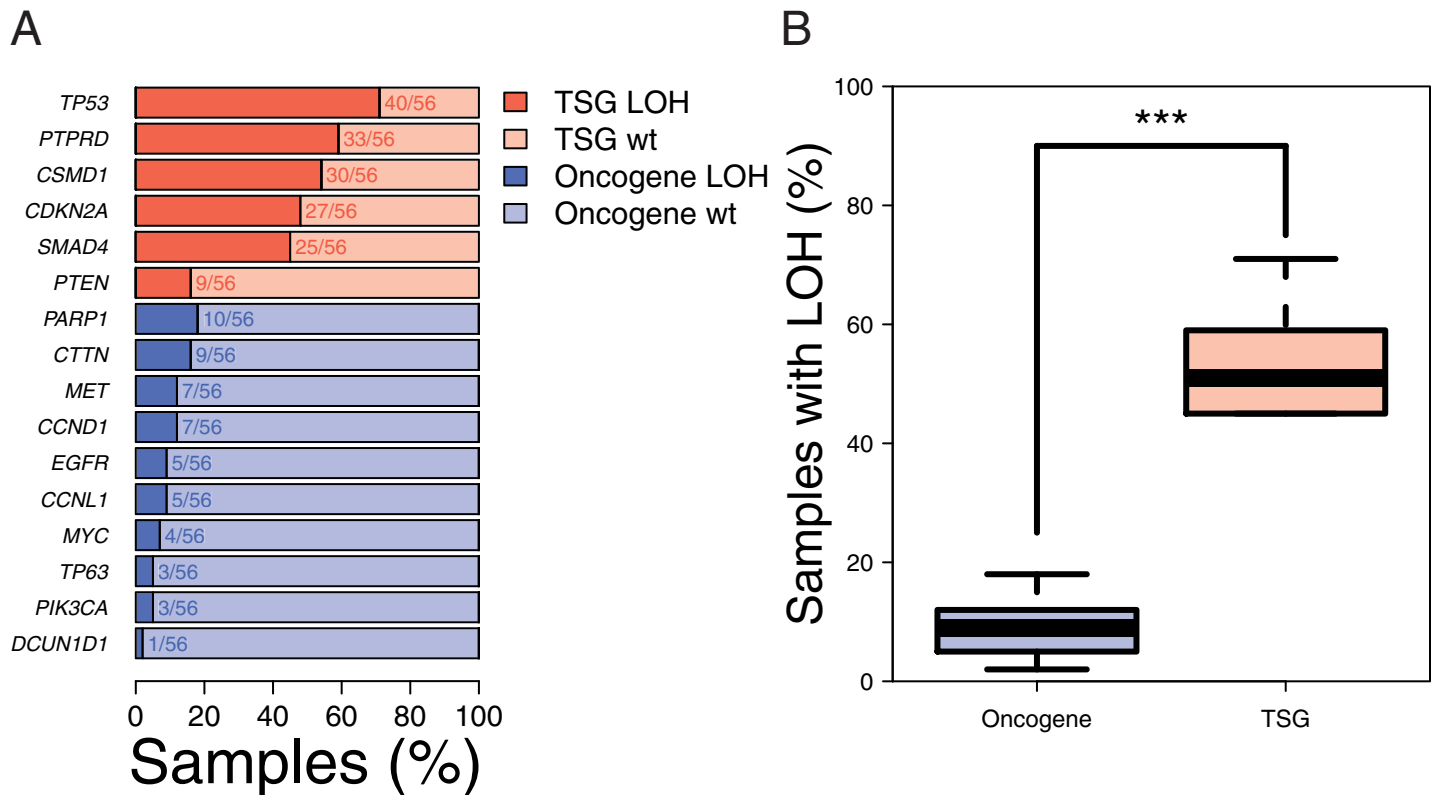 A
TP53 40/56
PTPRD 33/56
CSMD1 30/56
CDKN2A 27/56
SMAD4 25/56
PTEN 9/56
PARP1 10/56
CTTN 9/56
MET 7/56
CCND1 7/56
EGFR 5/56
CCNL1 5/56
MYC 4/56
TP63 3/56
PIK3CA 3/56
DCUN1D1 1/56
0 20 40 60 80 100
Samples (%)
TSG LOH
TSG wt
Oncogene LOH
Oncogene wt
B
Samples with LOH (%)
100
80
60
40
20
0
***
Oncogene TSG